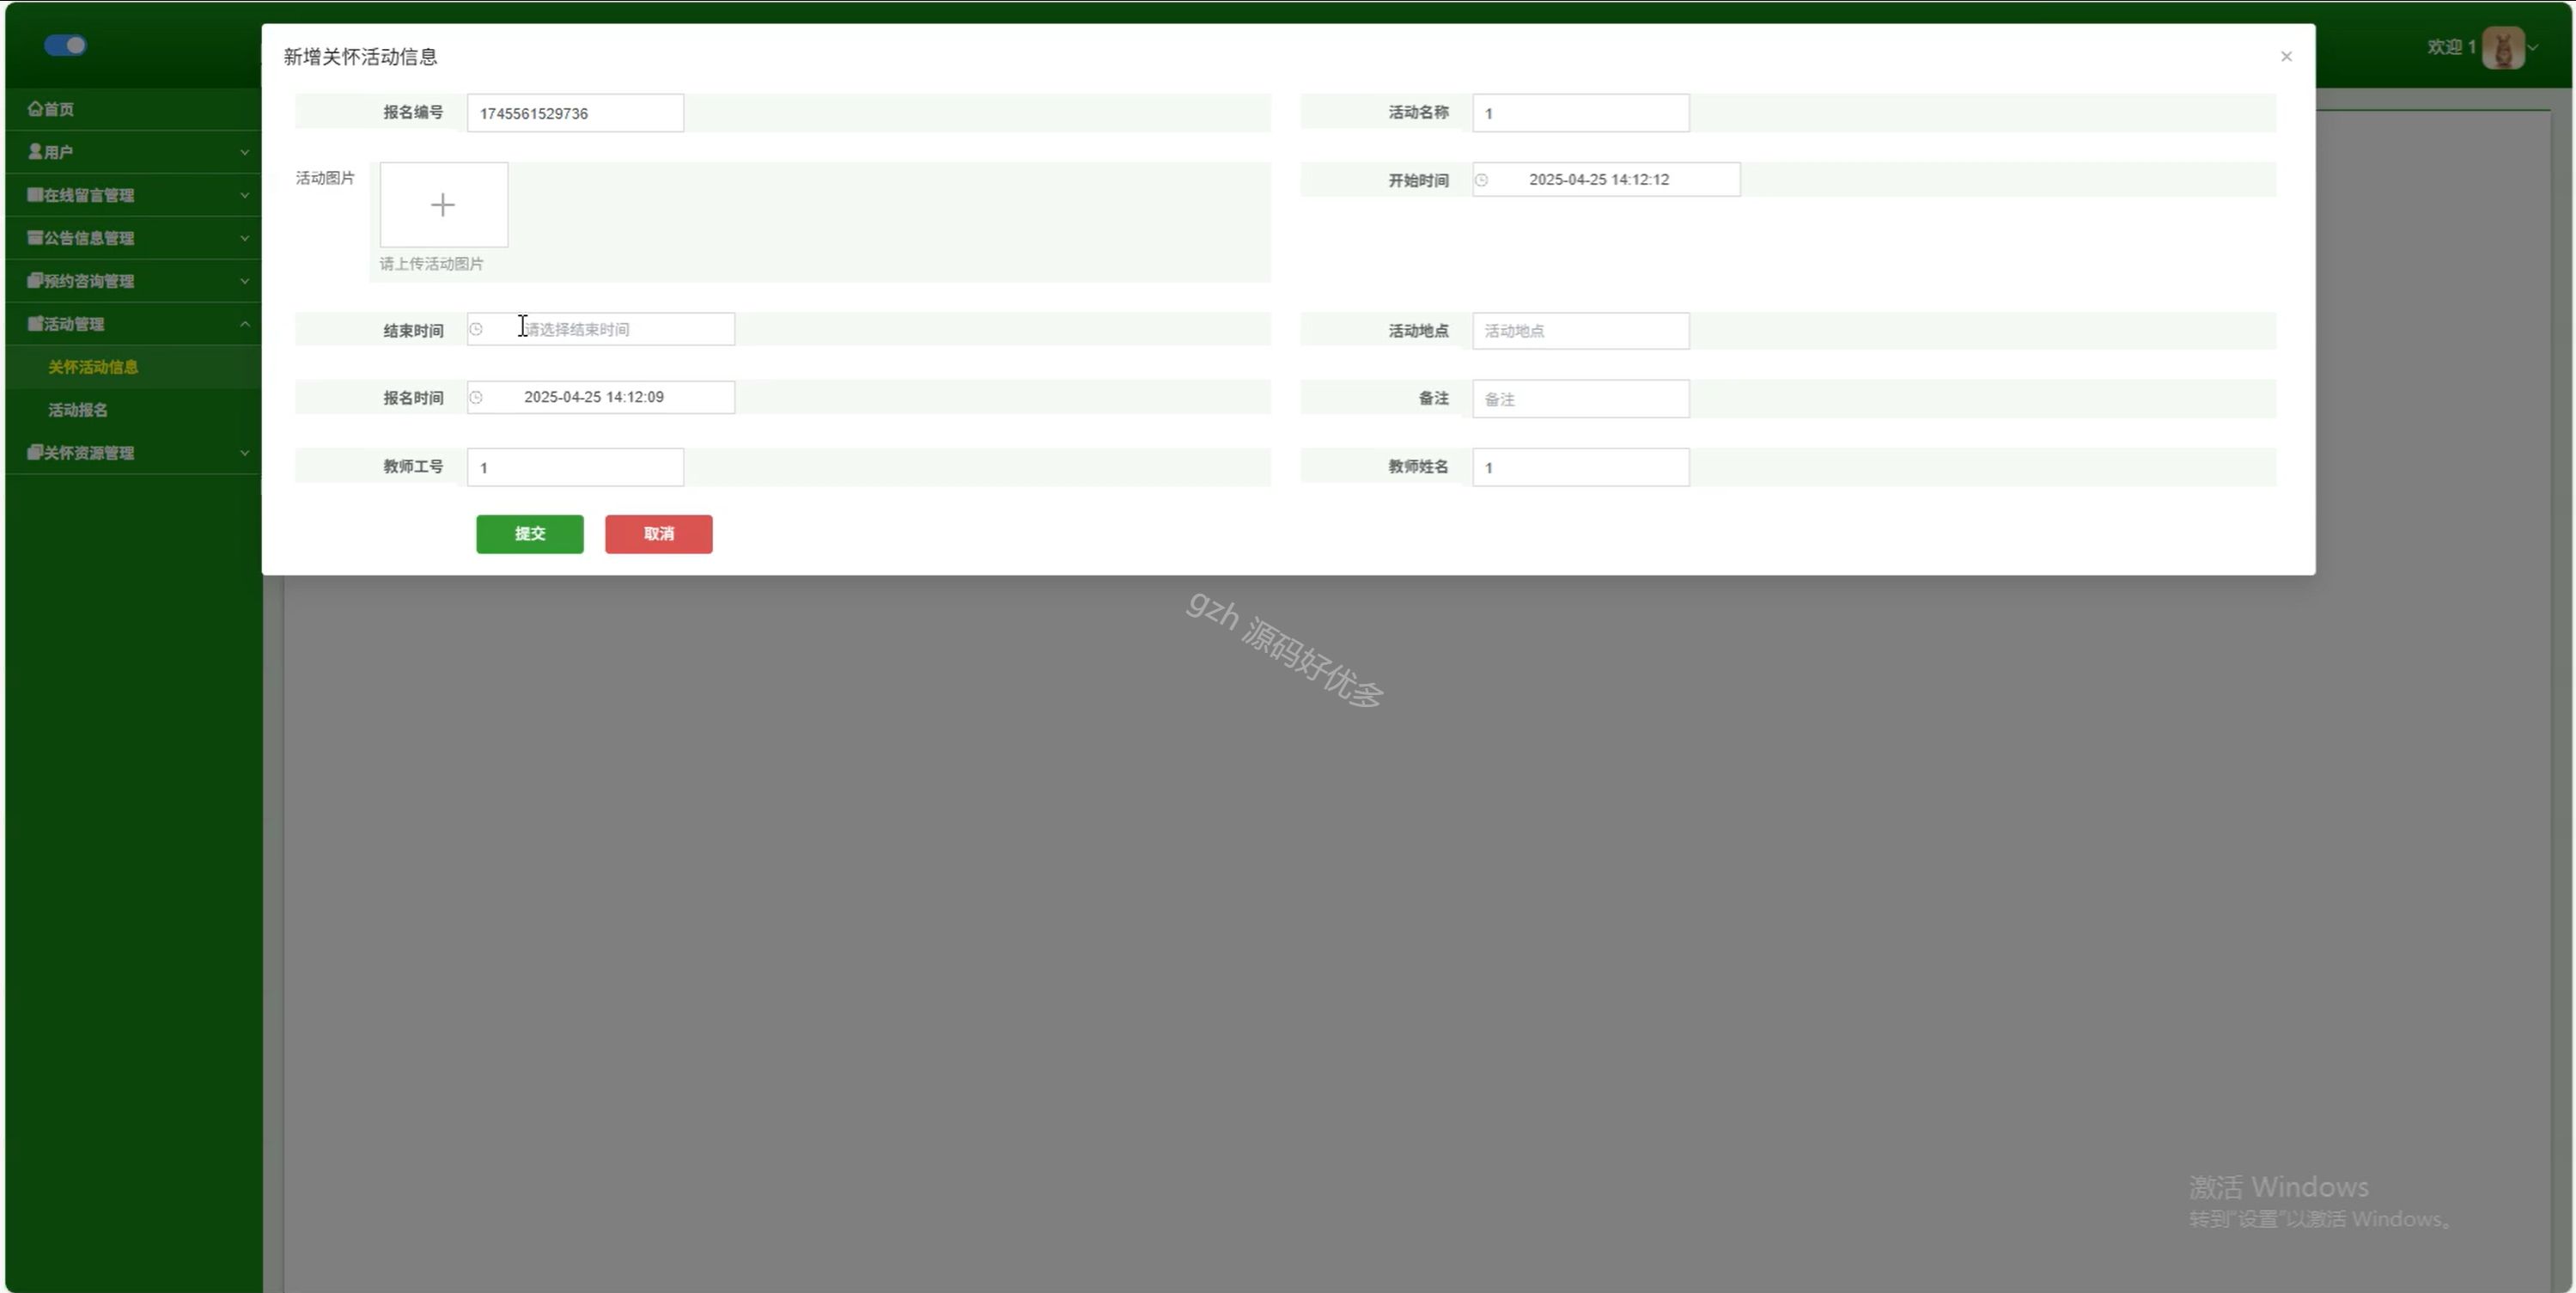 欢迎 1
首页
用户
在线留言管理
公告信息管理
预约咨询管理
活动管理
关怀活动信息
活动报名
关怀资源管理
新增关怀活动信息
报名编号 1745561529736
活动名称 1
活动图片
请上传活动图片
开始时间 2025-04-25 14:12:12
结束时间 请选择结束时间
活动地点 活动地点
报名时间 2025-04-25 14:12:09
备注 备注
教师工号 1
教师姓名 1
提交 取消
gzh 源码好优多
激活 Windows
转到“设置”以激活 Windows。